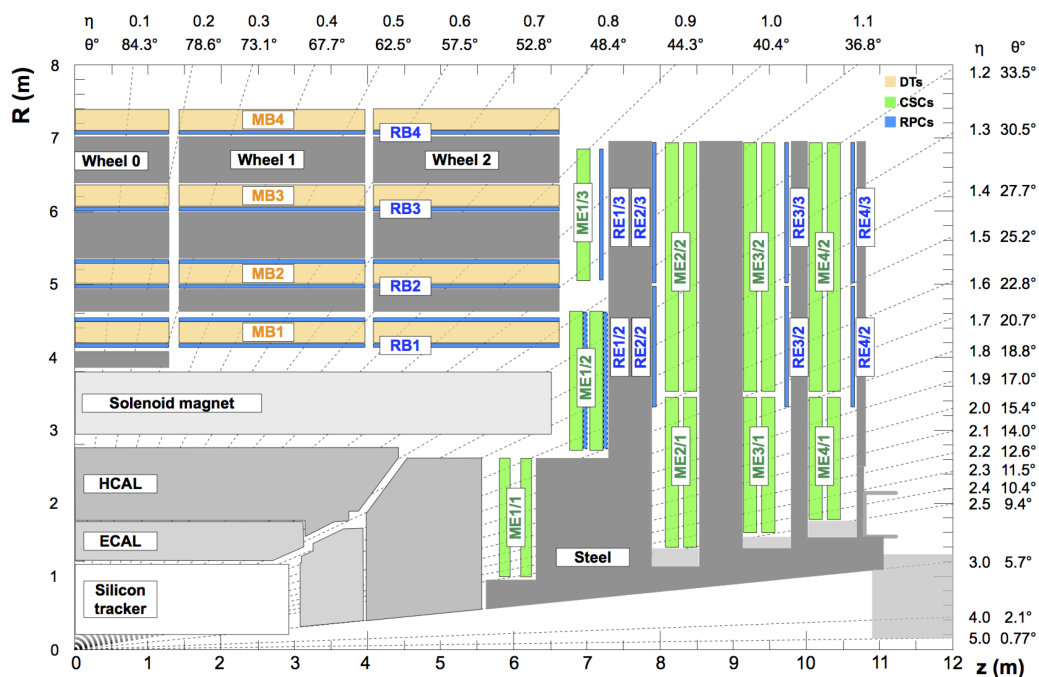 η 0.1 0.2 0.3 0.4 0.5 0.6 0.7 0.8 0.9 1.0 1.1
θ° 84.3° 78.6° 73.1° 67.7° 62.5° 57.5° 52.8° 48.4° 44.3° 40.4° 36.8° η θ°
R (m)
8
7
6
5
4
3
2
1
0
1.2 33.5°
1.3 30.5°
1.4 27.7°
1.5 25.2°
1.6 22.8°
1.7 20.7°
1.8 18.8°
1.9 17.0°
2.0 15.4°
2.1 14.0°
2.2 12.6°
2.3 11.5°
2.4 10.4°
2.5 9.4°
3.0 5.7°
4.0 2.1°
5.0 0.77°
DTs
CSCs
RPCs
MB4
RB4
Wheel 0 Wheel 1 Wheel 2
MB3
RB3
MB2
RB2
MB1
RB1
Solenoid magnet
HCAL
ECAL
Silicon
tracker
Steel
ME1/3
RE1/3
RE2/3
ME2/2
ME3/2
RE3/3
ME4/2
RE4/3
ME1/2
RE1/2
RE2/2
RE3/2
RE4/2
ME1/1
ME2/1
ME3/1
ME4/1
0 1 2 3 4 5 6 7 8 9 10 11 12
z (m)